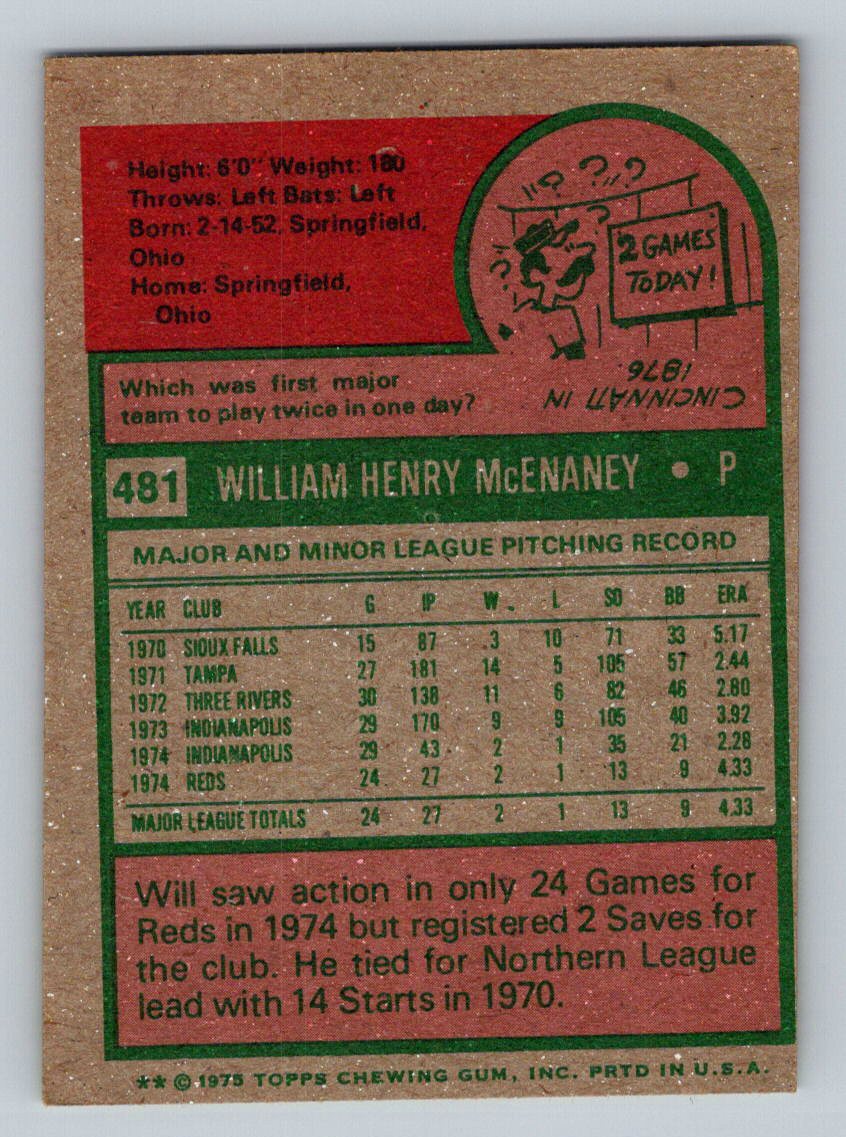 Height: 6'0" Weight: 180
Throws: Left Bats: Left
Born: 2-14-52, Springfield,
Ohio
Home: Springfield,
Ohio
? ? ? ? ?
2 GAMES
TODAY!
Which was first major
team to play twice in one day?
CINCINNATI IN
1876
481 WILLIAM HENRY McENANEY • P
MAJOR AND MINOR LEAGUE PITCHING RECORD
YEAR CLUB G IP W L SO BB ERA
1970 SIOUX FALLS 15 87 3 10 71 33 5.17
1971 TAMPA 27 181 14 5 105 57 2.44
1972 THREE RIVERS 30 138 11 6 82 46 2.80
1973 INDIANAPOLIS 29 170 9 9 105 40 3.92
1974 INDIANAPOLIS 29 43 2 1 35 21 2.28
1974 REDS 24 27 2 1 13 9 4.33
MAJOR LEAGUE TOTALS 24 27 2 1 13 9 4.33
Will saw action in only 24 Games for
Reds in 1974 but registered 2 Saves for
the club. He tied for Northern League
lead with 14 Starts in 1970.
** © 1975 TOPPS CHEWING GUM, INC. PRTD IN U.S.A.